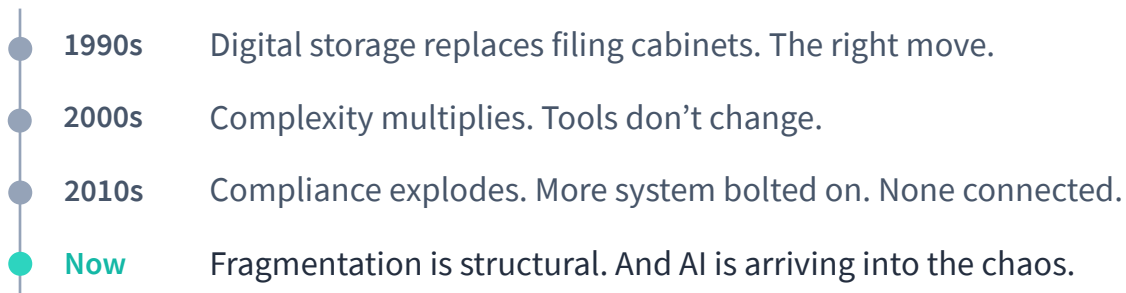 1990s Digital storage replaces filing cabinets. The right move.
2000s Complexity multiplies. Tools don’t change.
2010s Compliance explodes. More system bolted on. None connected.
Now Fragmentation is structural. And AI is arriving into the chaos.